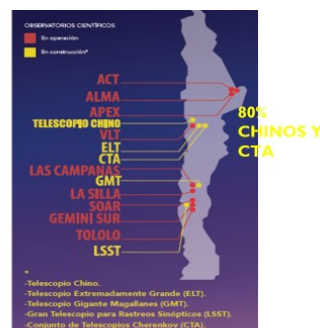 OBSERVATORIOS CIENTÍFICOS
En operación
En construcción*
ACT
ALMA
APEX
TELESCOPIO CHINO
VLT
ELT
CTA
LAS CAMPANAS
GMT
LA SILLA
SOAR
GEMINI SUR
TOLOLO
LSST
80%
CHINOS Y
CTA
*
-Telescopio Chino.
-Telescopio Extremadamente Grande (ELT).
-Telescopio Gigante Magallanes (GMT).
-Gran Telescopio para Rastreos Sinópticos (LSST).
-Conjunto de Telescopios Cherenkov (CTA).